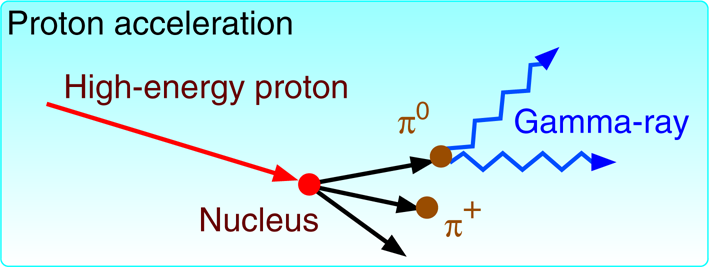 Proton acceleration
High-energy proton
π⁰
Gamma-ray
Nucleus
π⁺